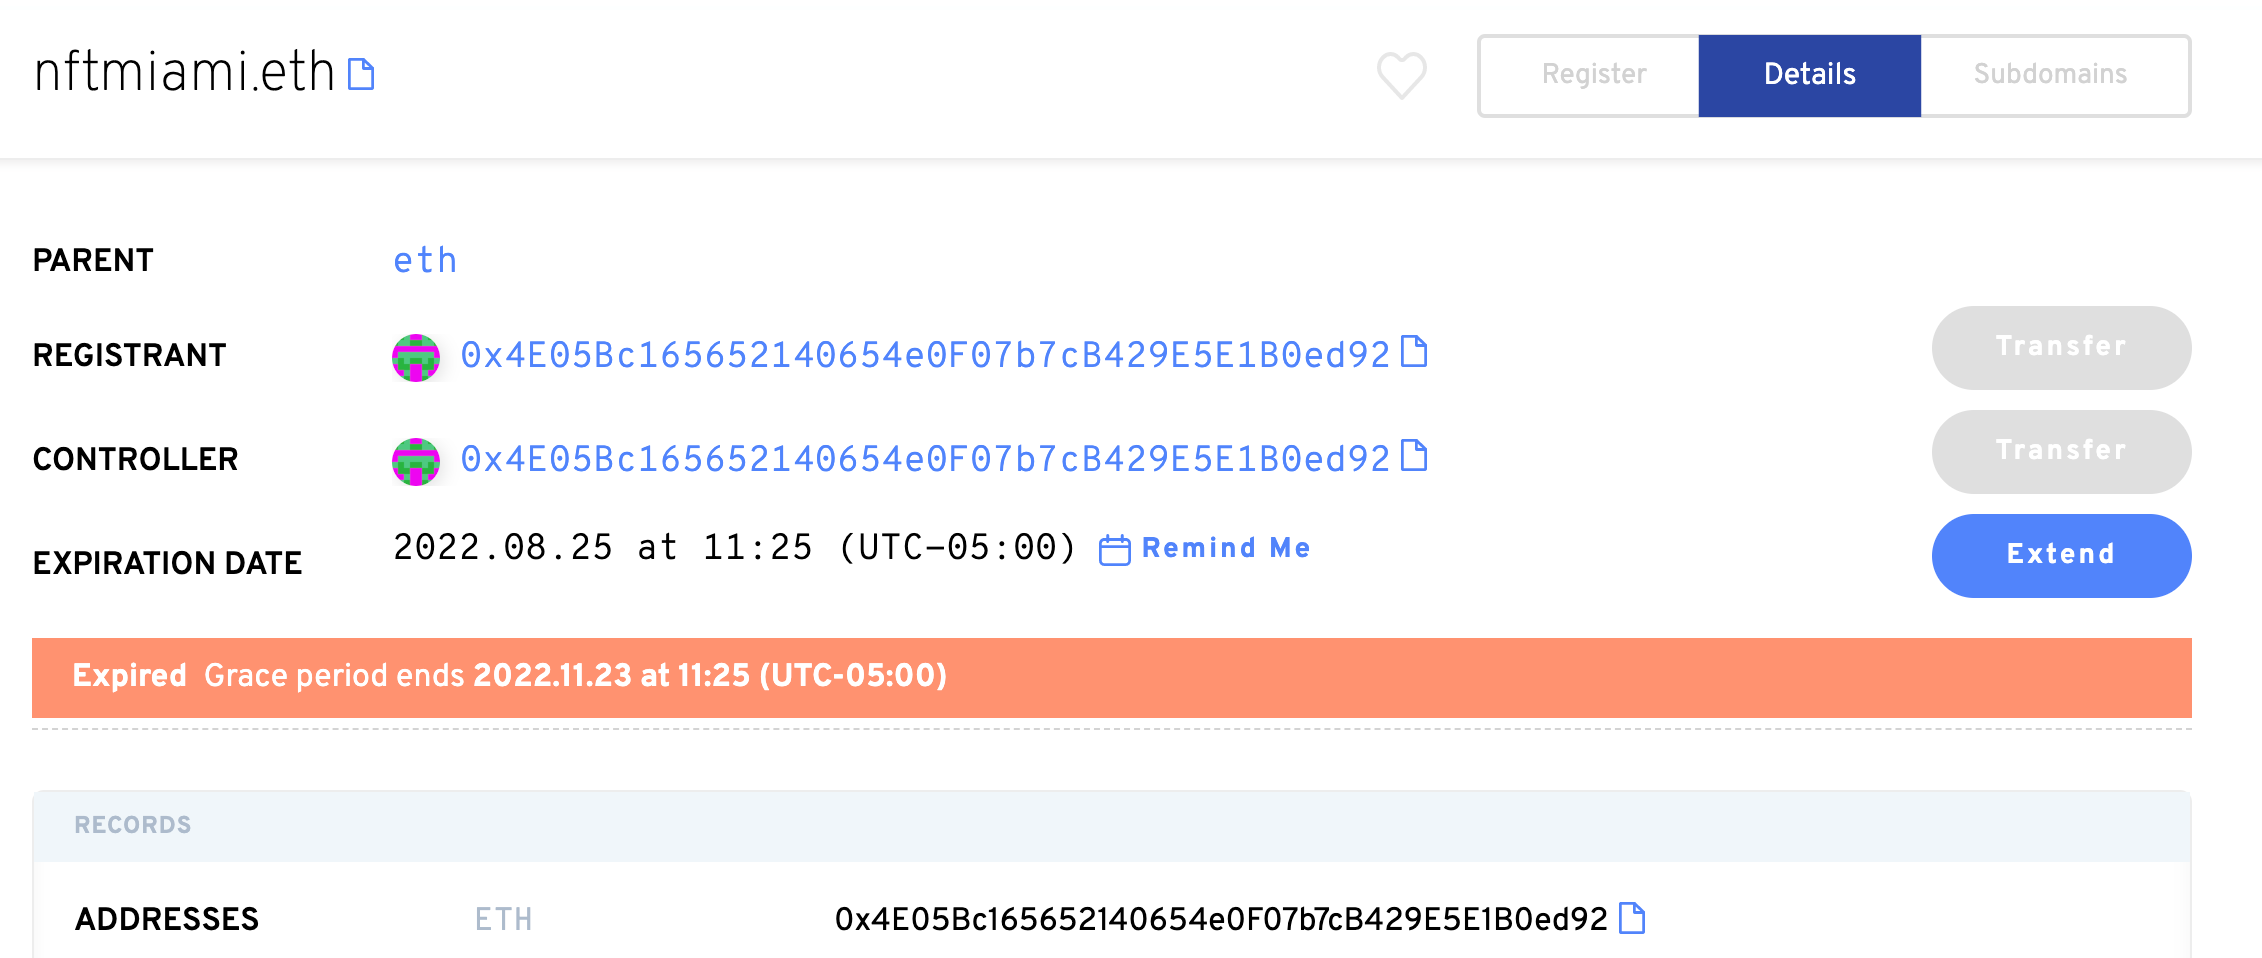 nftmiami.eth
Register Details Subdomains
PARENT eth
REGISTRANT 0x4E05Bc165652140654e0F07b7cB429E5E1B0ed92 Transfer
CONTROLLER 0x4E05Bc165652140654e0F07b7cB429E5E1B0ed92 Transfer
EXPIRATION DATE 2022.08.25 at 11:25 (UTC-05:00) Remind Me Extend
Expired Grace period ends 2022.11.23 at 11:25 (UTC-05:00)
RECORDS
ADDRESSES ETH 0x4E05Bc165652140654e0F07b7cB429E5E1B0ed92